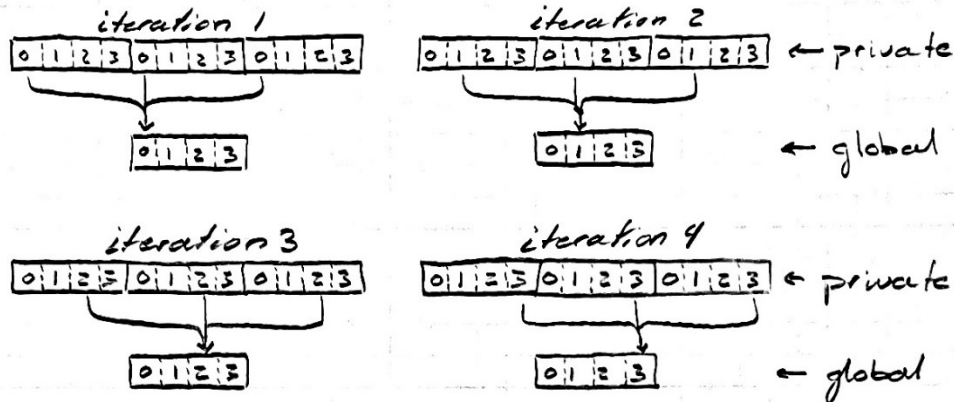 iteration 1 iteration 2
0 1 2 3 0 1 2 3 0 1 2 3 0 1 2 3 0 1 2 3 0 1 2 3 ← private
0 1 2 3 0 1 2 3 ← global
iteration 3 iteration 4
0 1 2 3 0 1 2 3 0 1 2 3 0 1 2 3 0 1 2 3 0 1 2 3 ← private
0 1 2 3 0 1 2 3 ← global